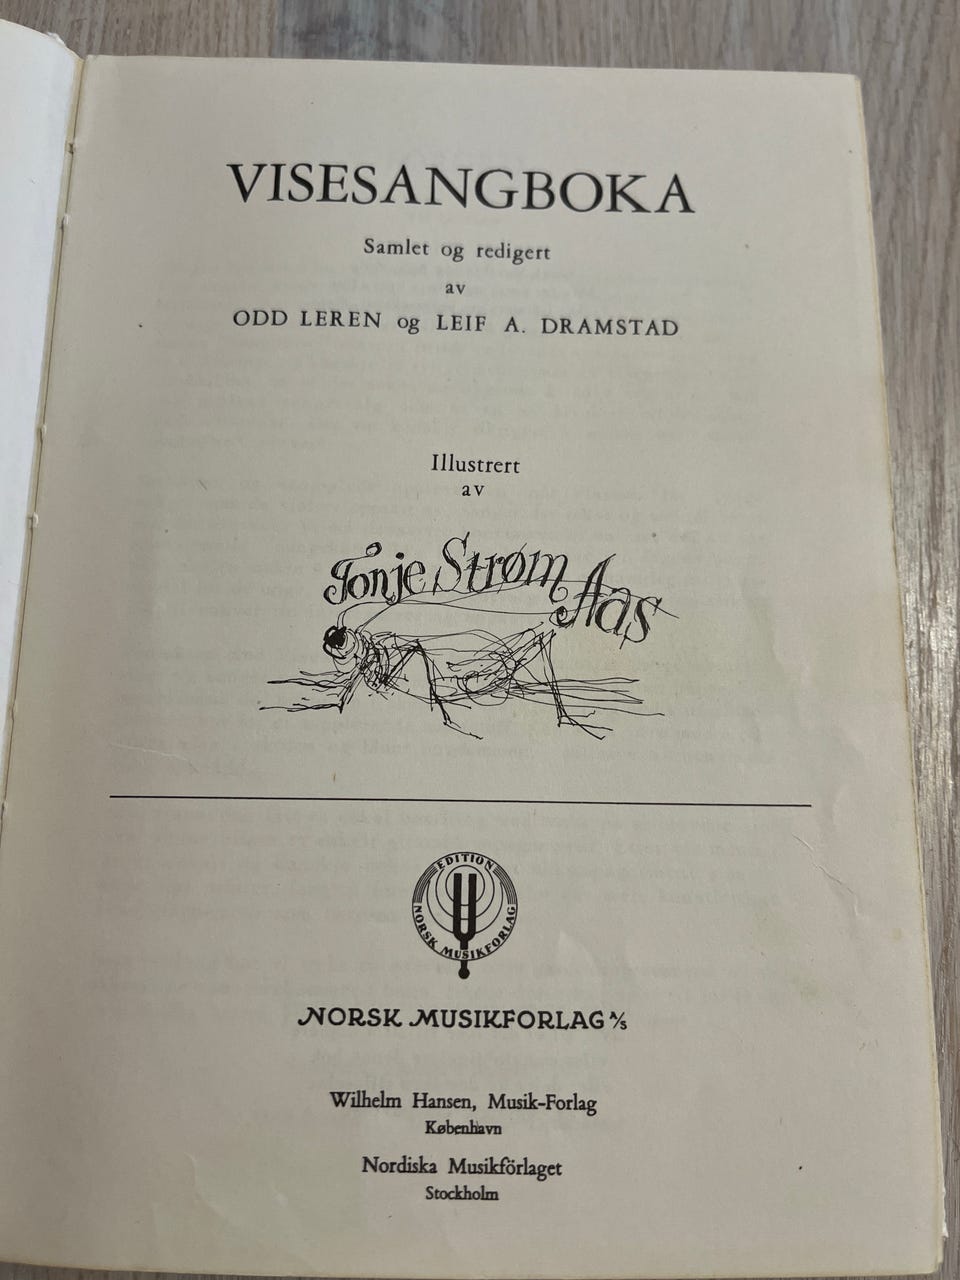 VISESANGBOKA
Samlet og redigert
av
ODD LEREN og LEIF A. DRAMSTAD
Illustrert
av
Tonje Strøm Aas
EDITION
NORSK MUSIKFORLAG
NORSK MUSIKFORLAG A/S
Wilhelm Hansen, Musik-Forlag
København
Nordiska Musikförlaget
Stockholm